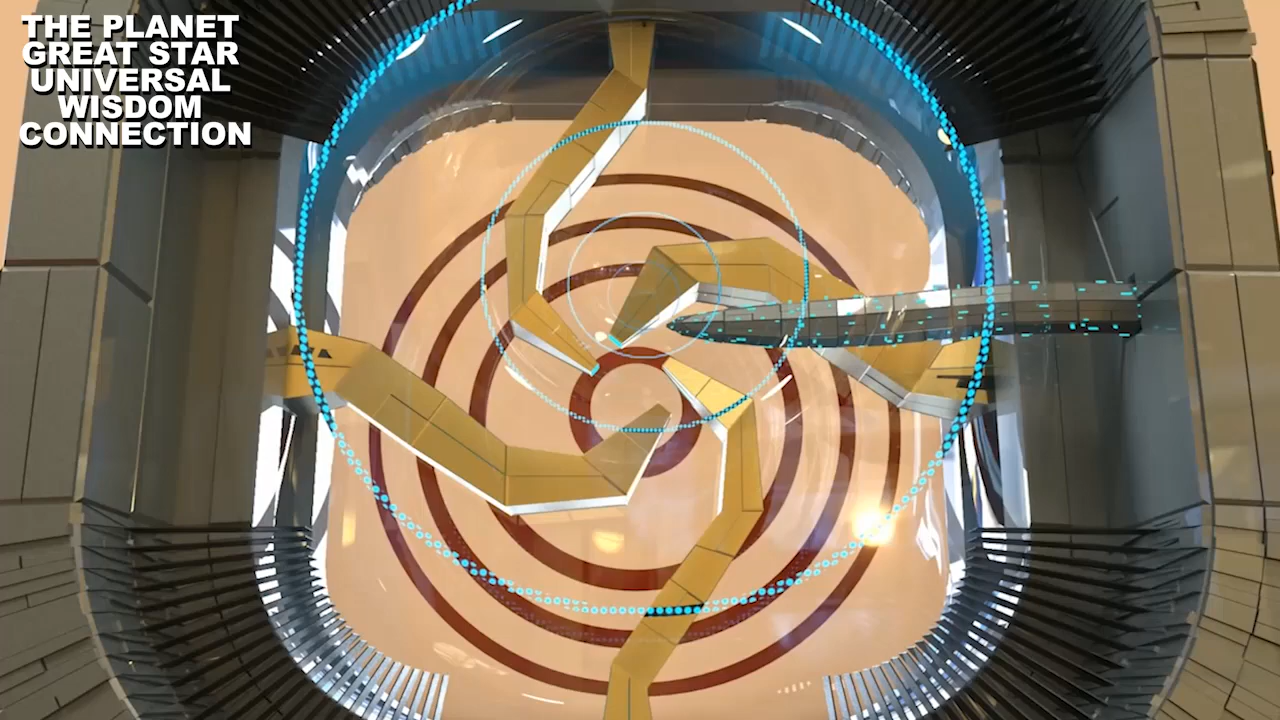 THE PLANET
GREAT STAR
UNIVERSAL
WISDOM
CONNECTION